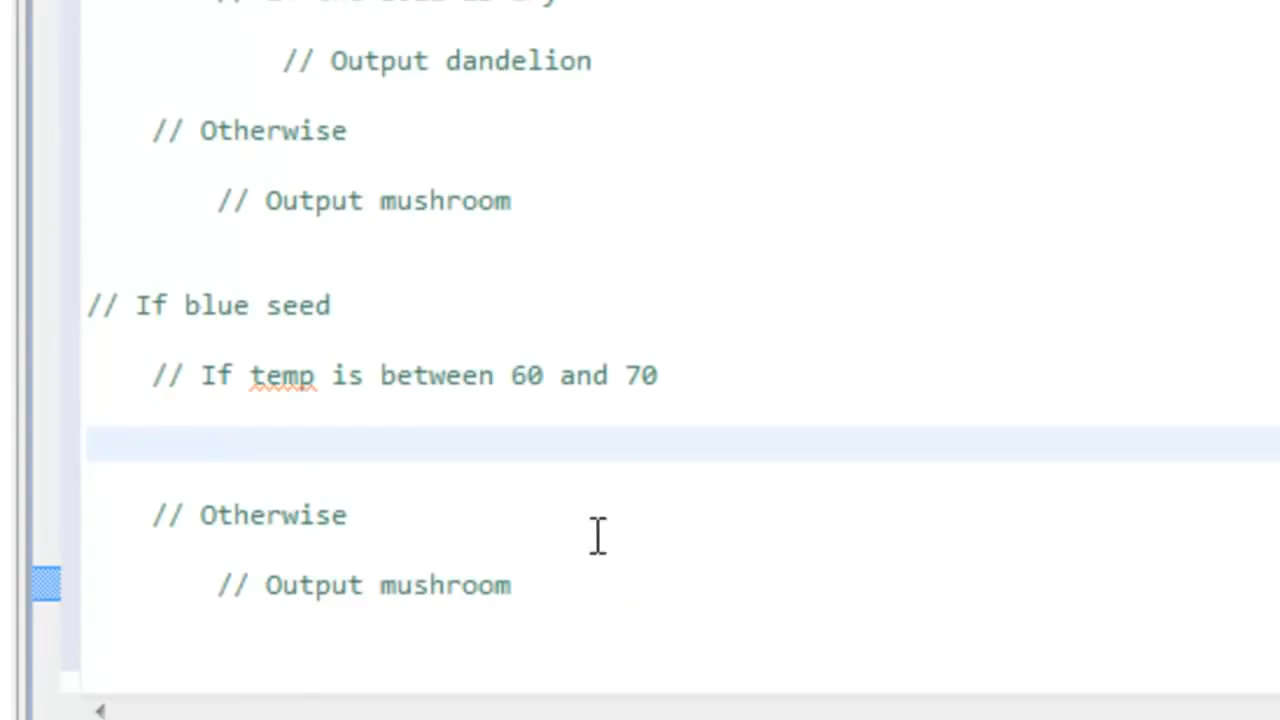 // Output dandelion
// Otherwise
// Output mushroom
// If blue seed
// If temp is between 60 and 70
// Otherwise
// Output mushroom